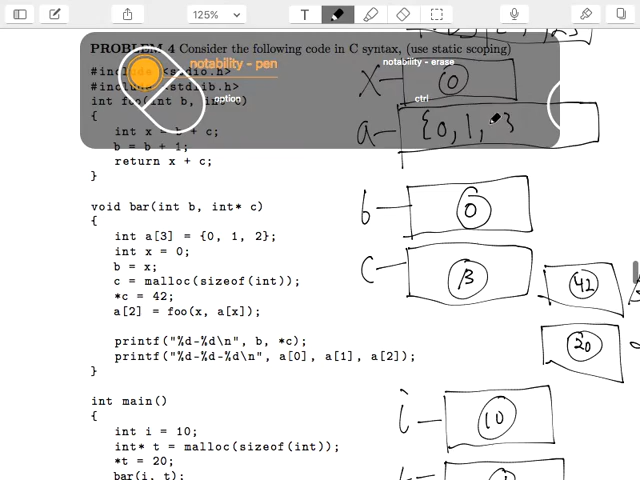 125%
T
PROBLEM 4 Consider the following code in C syntax, (use static scoping)
notability - pen
notability - erase
option
ctrl
#include <stdio.h>
#include <stdlib.h>
int foo(int b, int c)
{
int x = b + c;
b = b + 1;
return x + c;
}
void bar(int b, int* c)
{
int a[3] = {0, 1, 2};
int x = 0;
b = x;
c = malloc(sizeof(int));
*c = 42;
a[2] = foo(x, a[x]);
printf("%d-%d\n", b, *c);
printf("%d-%d-%d\n", a[0], a[1], a[2]);
}
int main()
{
int i = 10;
int* t = malloc(sizeof(int));
*t = 20;
bar(i, t);
x 0
a {0, 1, }
b 0
c β
42 β
20
i 10